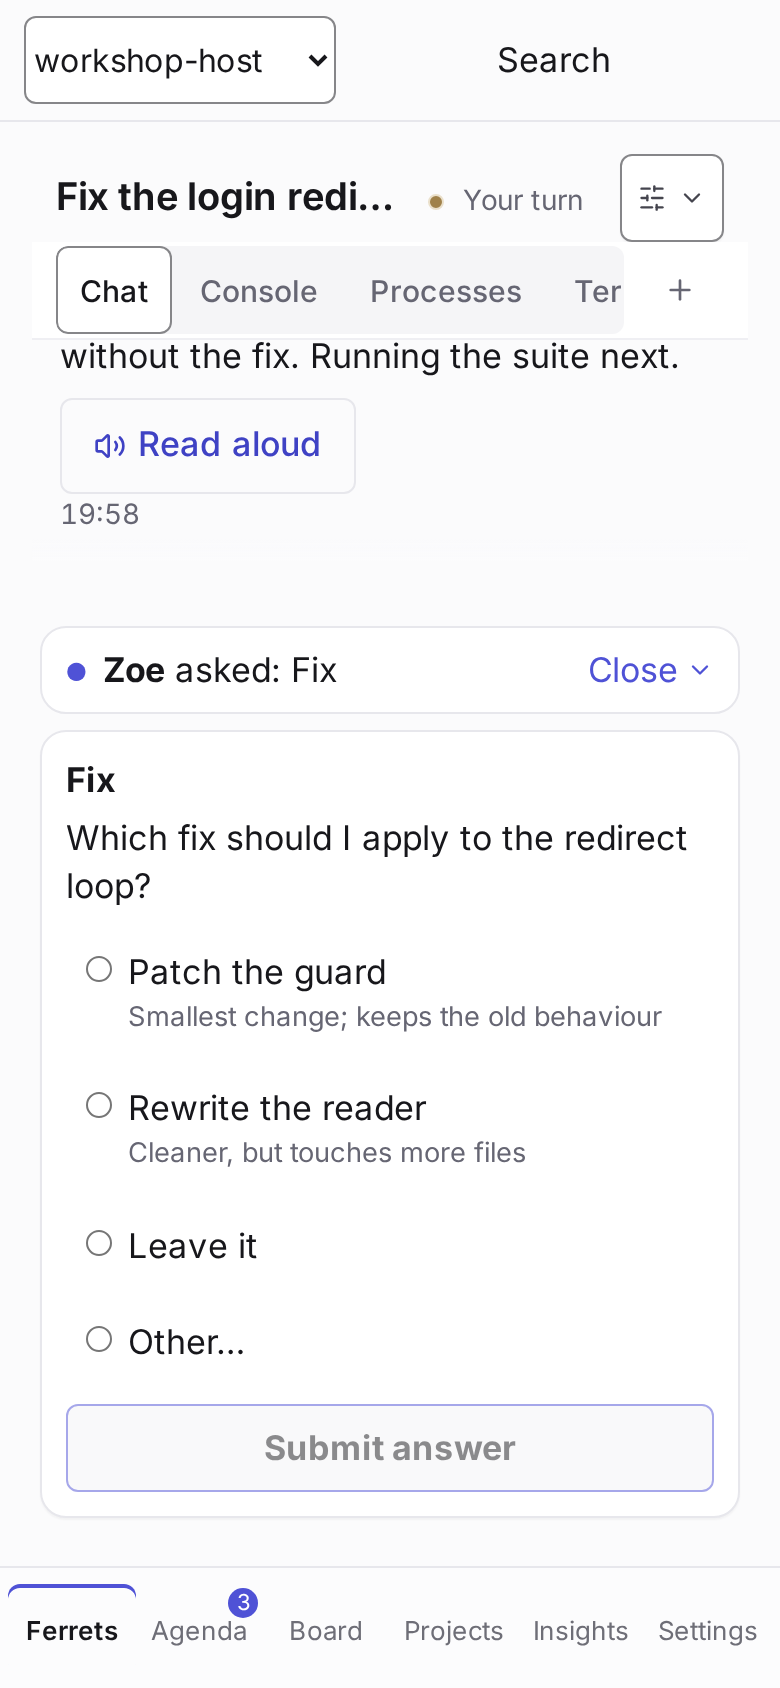 workshop-host
Search
Fix the login redi...
Your turn
Chat
Console
Processes
Ter
without the fix. Running the suite next.
Read aloud
19:58
Zoe asked: Fix
Close
Fix
Which fix should I apply to the redirect
loop?
Patch the guard
Smallest change; keeps the old behaviour
Rewrite the reader
Cleaner, but touches more files
Leave it
Other...
Submit answer
3
Ferrets
Agenda
Board
Projects
Insights
Settings